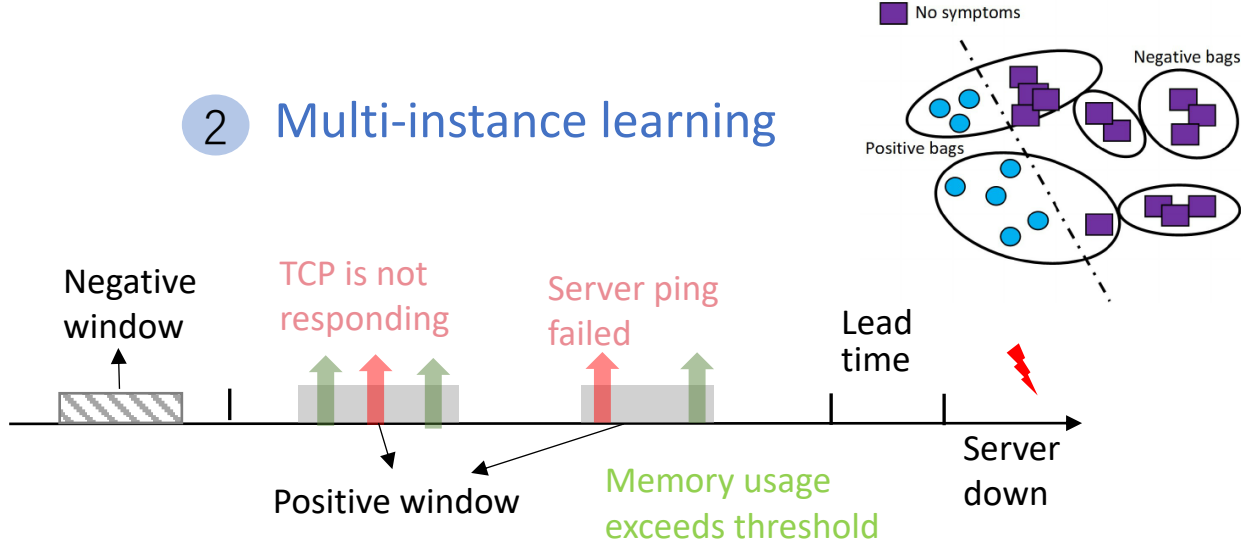 No symptoms
Negative bags
2 Multi-instance learning
Positive bags
Negative
window
TCP is not
responding
Server ping
failed
Lead
time
Server
down
Positive window
Memory usage
exceeds threshold